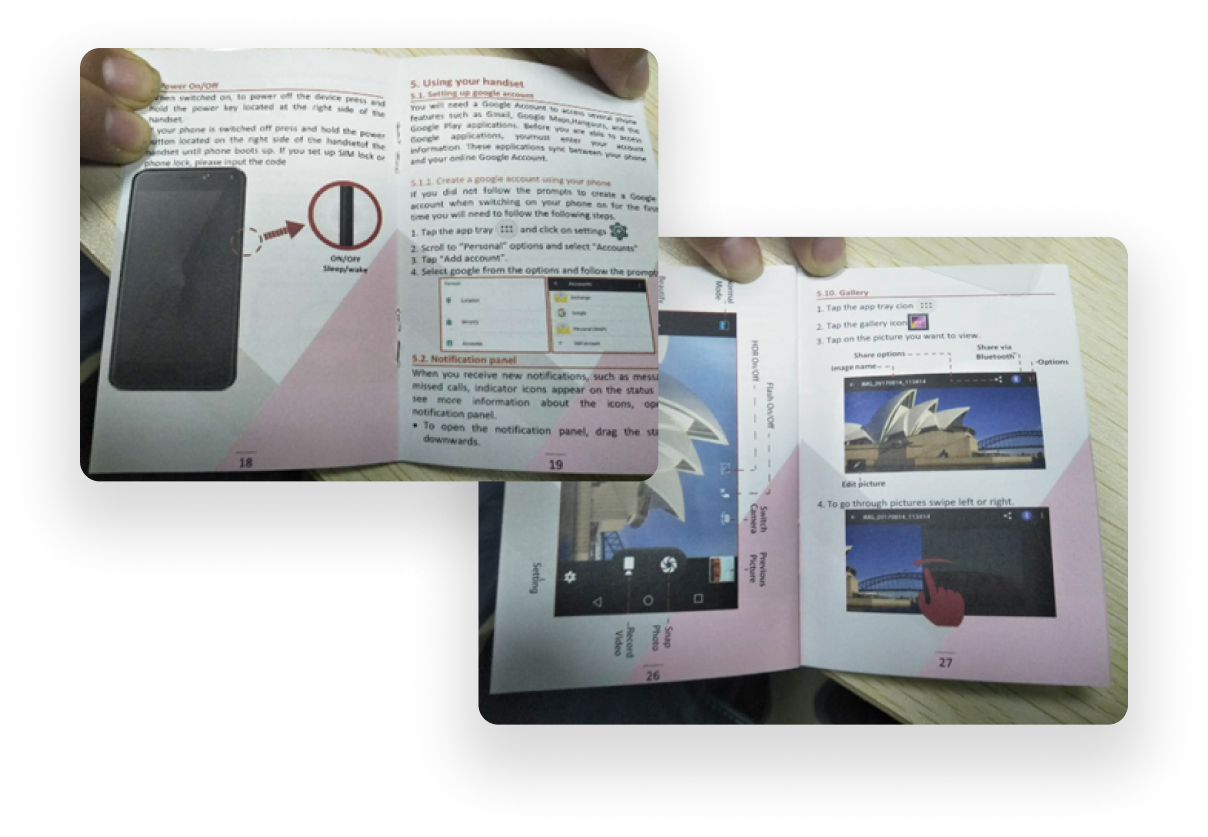 Power On/Off
When switched on, to power off the device press and
hold the power key located at the right side of the
handset.
your phone is switched off press and hold the power
button located on the right side of the handsetof the
handset until phone boots up. If you set up SIM lock or
phone lock, please input the code
ON/OFF
Sleep/wake
18
5. Using your handset
5.1. Setting up google account
You will need a Google Account to access several phone
features such as Gmail, Google Maps,Hangouts, and the
Google Play applications. Before you are able to access
Google applications, youmust enter your account
information. These applications sync between your phone
and your online Google Account.
5.1.1. Create a google account using your phone
If you did not follow the prompts to create a Google
account when switching on your phone on for the first
time you will need to follow the following steps.
1. Tap the app tray and click on settings
2. Scroll to "Personal" options and select "Accounts"
3. Tap "Add account".
4. Select google from the options and follow the prompt
Personal
Location
Security
Accounts
Accounts
Exchange
Google
Personal (IMAP)
Add account
5.2. Notification panel
When you receive new notifications, such as messa
missed calls, indicator icons appear on the status
see more information about the icons, ope
notification panel.
• To open the notification panel, drag the sta
downwards.
19
Normal
Mode
Beautify
HDR On/Off
Flash On/Off
Switch
Camera
Previous
Picture
Setting
Snap
Photo
Record
Video
26
5.10. Gallery
1. Tap the app tray cion
2. Tap the gallery icon
3. Tap on the picture you want to view.
Share options
Share via
Bluetooth
Image name
Options
IMG_20170814_113414
Edit picture
4. To go through pictures swipe left or right.
IMG_20170814_113414
27